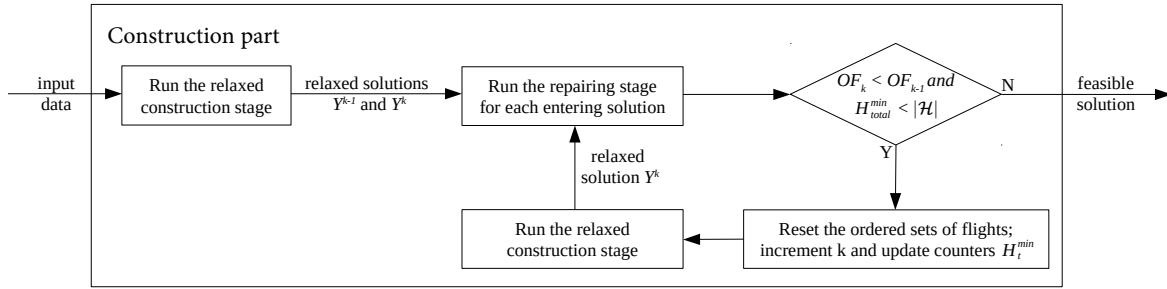 Construction part
input
data
Run the relaxed
construction stage
relaxed solutions
Y^{k-1} and Y^k
Run the repairing stage
for each entering solution
OF_k < OF_{k-1} and
H_{total}^{min} < |ℋ|
N
feasible
solution
Y
relaxed
solution Y^k
Run the relaxed
construction stage
Reset the ordered sets of flights;
increment k and update counters H_t^{min}